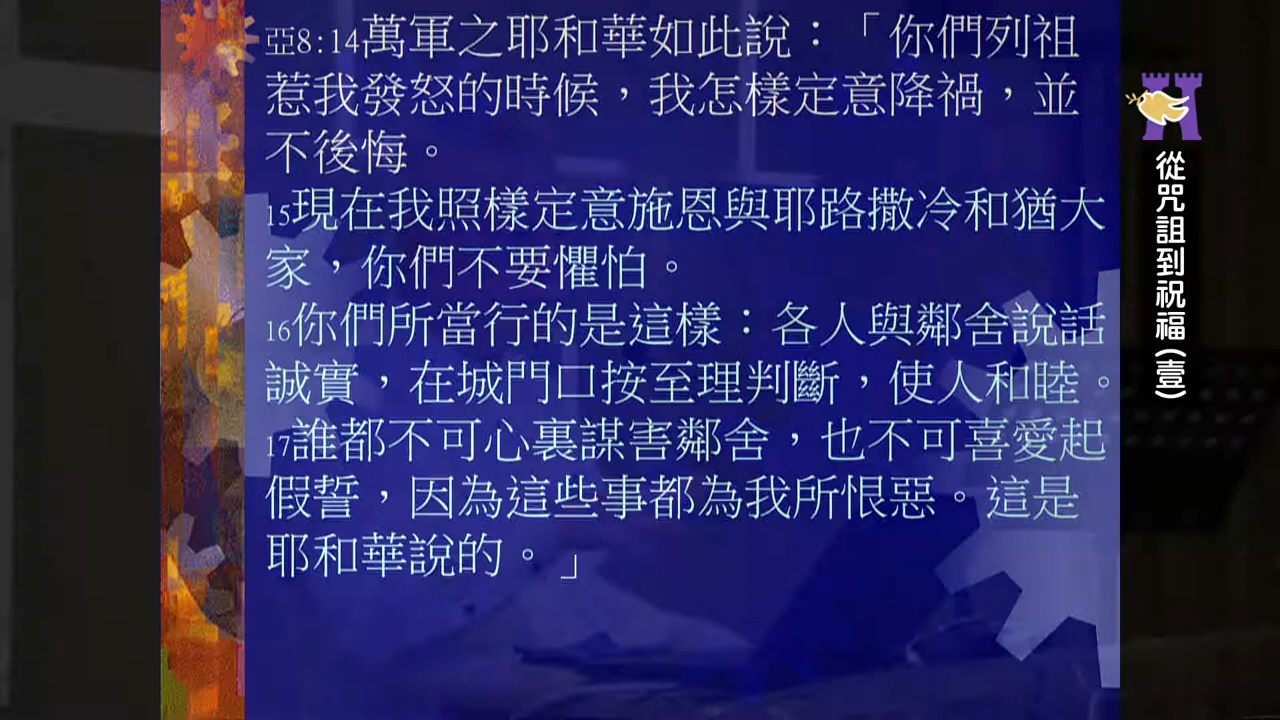 亞8:14萬軍之耶和華如此說：「你們列祖
惹我發怒的時候，我怎樣定意降禍，並
不後悔。
15現在我照樣定意施恩與耶路撒冷和猶大
家，你們不要懼怕。
16你們所當行的是這樣：各人與鄰舍說話
誠實，在城門口按至理判斷，使人和睦。
17誰都不可心裏謀害鄰舍，也不可喜愛起
假誓，因為這些事都為我所恨惡。這是
耶和華說的。」
從咒詛到祝福(壹)